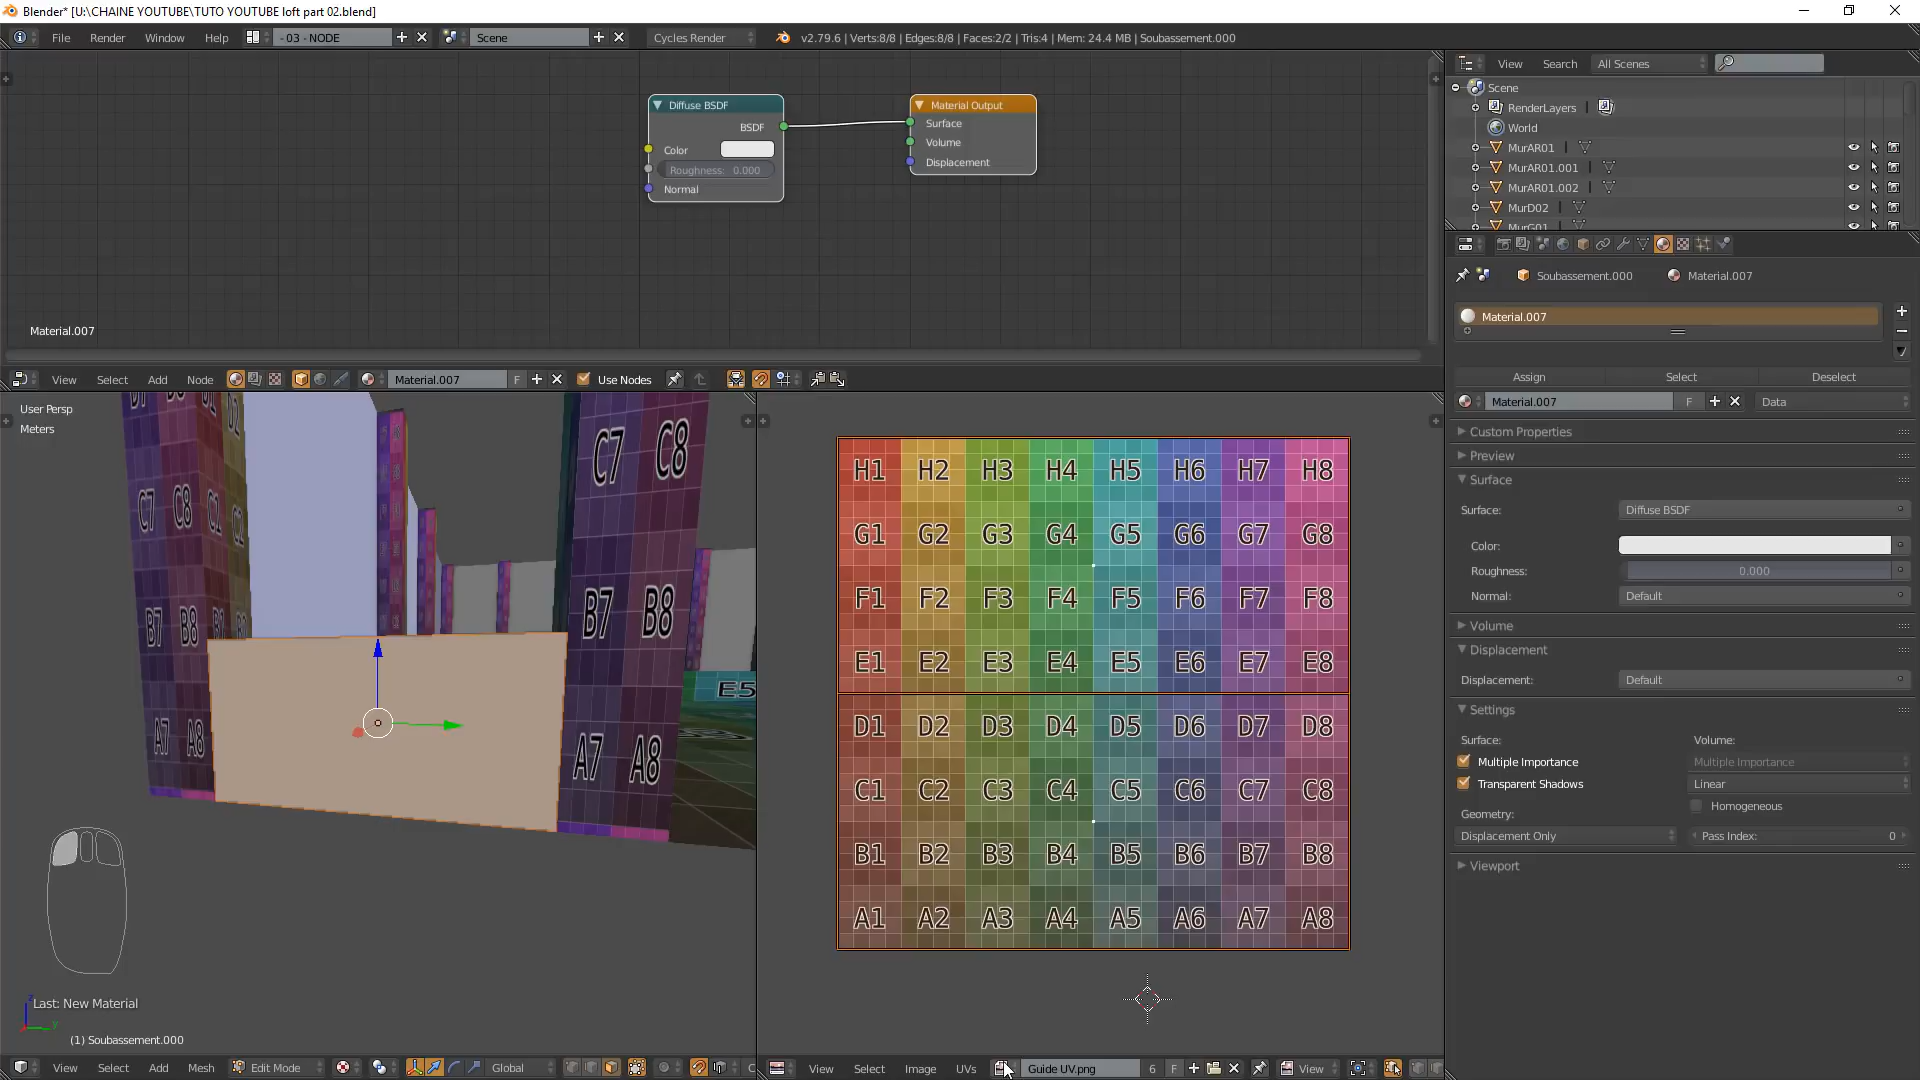 Blender* [U:\CHAINE YOUTUBE\TUTO YOUTUBE loft part 02.blend]
File Render Window Help - 03 - NODE Scene Cycles Render v2.79.6 | Verts:8/8 | Edges:8/8 | Faces:2/2 | Tris:4 | Mem: 24.4 MB | Soubassement.000
View Search All Scenes
Scene
RenderLayers
World
MurAR01
MurAR01.001
MurAR01.002
MurD02
MurG01
Diffuse BSDF
BSDF
Color
Roughness: 0.000
Normal
Material Output
Surface
Volume
Displacement
Material.007
View Select Add Node Material.007 F Use Nodes
Soubassement.000 Material.007
Material.007
Assign Select Deselect
Material.007 F Data
Custom Properties
Preview
Surface
Surface: Diffuse BSDF
Color:
Roughness: 0.000
Normal: Default
Volume
Displacement
Displacement: Default
Settings
Surface: Volume:
Multiple Importance Multiple Importance
Transparent Shadows Linear
Homogeneous
Geometry:
Displacement Only Pass Index: 0
Viewport
User Persp
Meters
C7 C8
C7 C8 C1 C2
B7 B8
B7 B8
E5
A7 A8
A7 A8
Last: New Material
(1) Soubassement.000
H1 H2 H3 H4 H5 H6 H7 H8
G1 G2 G3 G4 G5 G6 G7 G8
F1 F2 F3 F4 F5 F6 F7 F8
E1 E2 E3 E4 E5 E6 E7 E8
D1 D2 D3 D4 D5 D6 D7 D8
C1 C2 C3 C4 C5 C6 C7 C8
B1 B2 B3 B4 B5 B6 B7 B8
A1 A2 A3 A4 A5 A6 A7 A8
View Select Add Mesh Edit Mode Global
View Select Image UVs Guide UV.png 6 F View